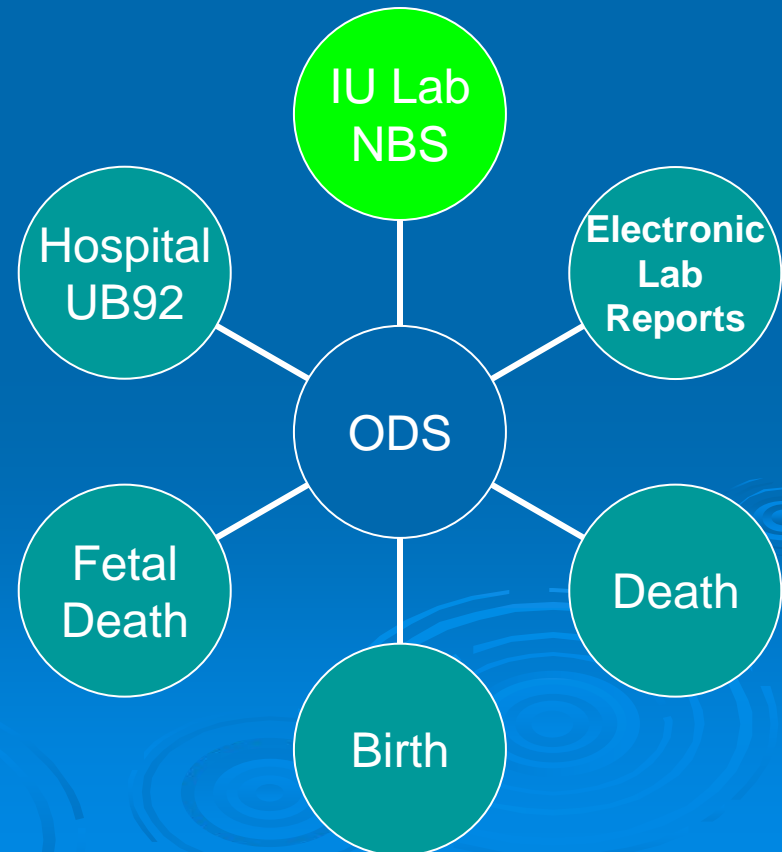 IU Lab
NBS
Hospital
UB92
Electronic
Lab
Reports
ODS
Fetal
Death
Death
Birth